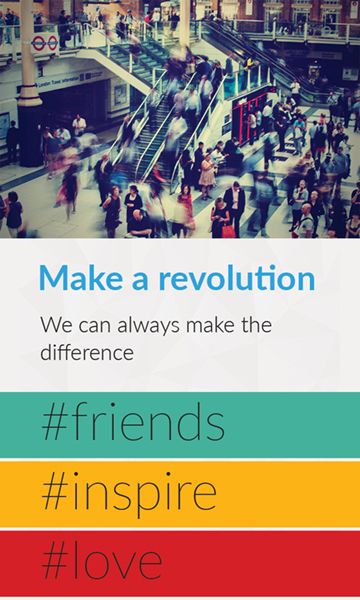 Make a revolution
We can always make the
difference
#friends
#inspire
#love